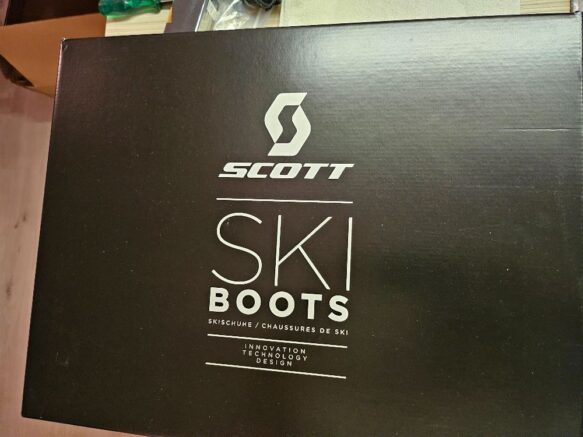 SCOTT
SKI
BOOTS
SKISCHUHE / CHAUSSURES DE SKI
INNOVATION
TECHNOLOGY
DESIGN